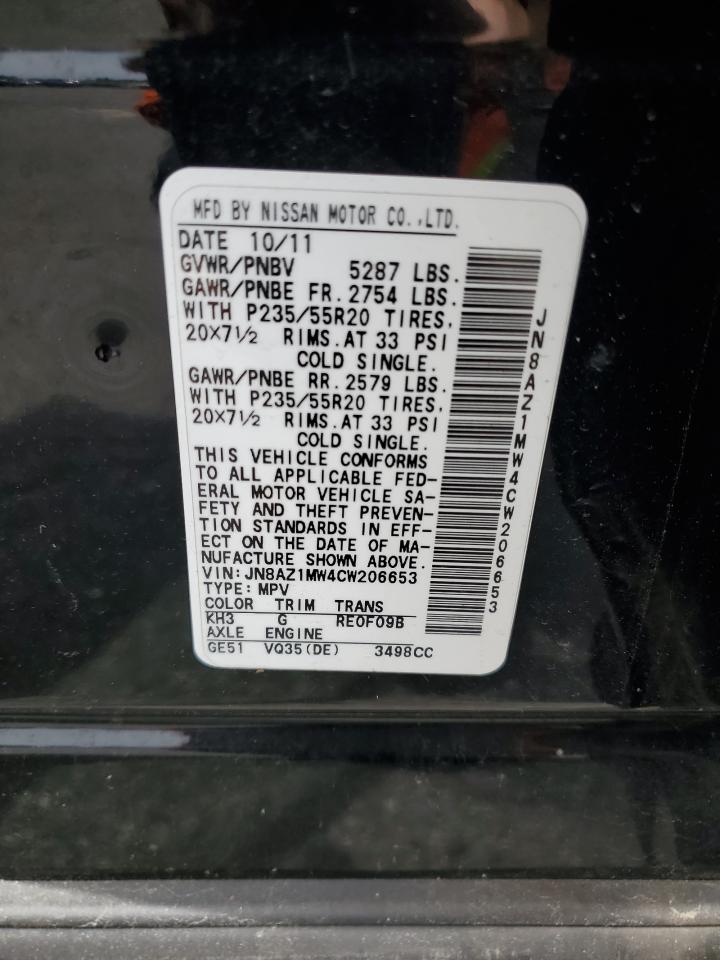 MFD BY NISSAN MOTOR CO.,LTD.
DATE 10/11
GVWR/PNBV 5287 LBS.
GAWR/PNBE FR. 2754 LBS.
WITH P235/55R20 TIRES,
20X7½ RIMS.AT 33 PSI
COLD SINGLE.
GAWR/PNBE RR. 2579 LBS.
WITH P235/55R20 TIRES,
20X7½ RIMS.AT 33 PSI
COLD SINGLE.
THIS VEHICLE CONFORMS
TO ALL APPLICABLE FED-
ERAL MOTOR VEHICLE SA-
FETY AND THEFT PREVEN-
TION STANDARDS IN EFF-
ECT ON THE DATE OF MA-
NUFACTURE SHOWN ABOVE.
VIN: JN8AZ1MW4CW206653
TYPE: MPV
COLOR TRIM TRANS
KH3 G RE0F09B
AXLE ENGINE
GE51 VQ35(DE) 3498CC
JN8AZ1MW4CW206653